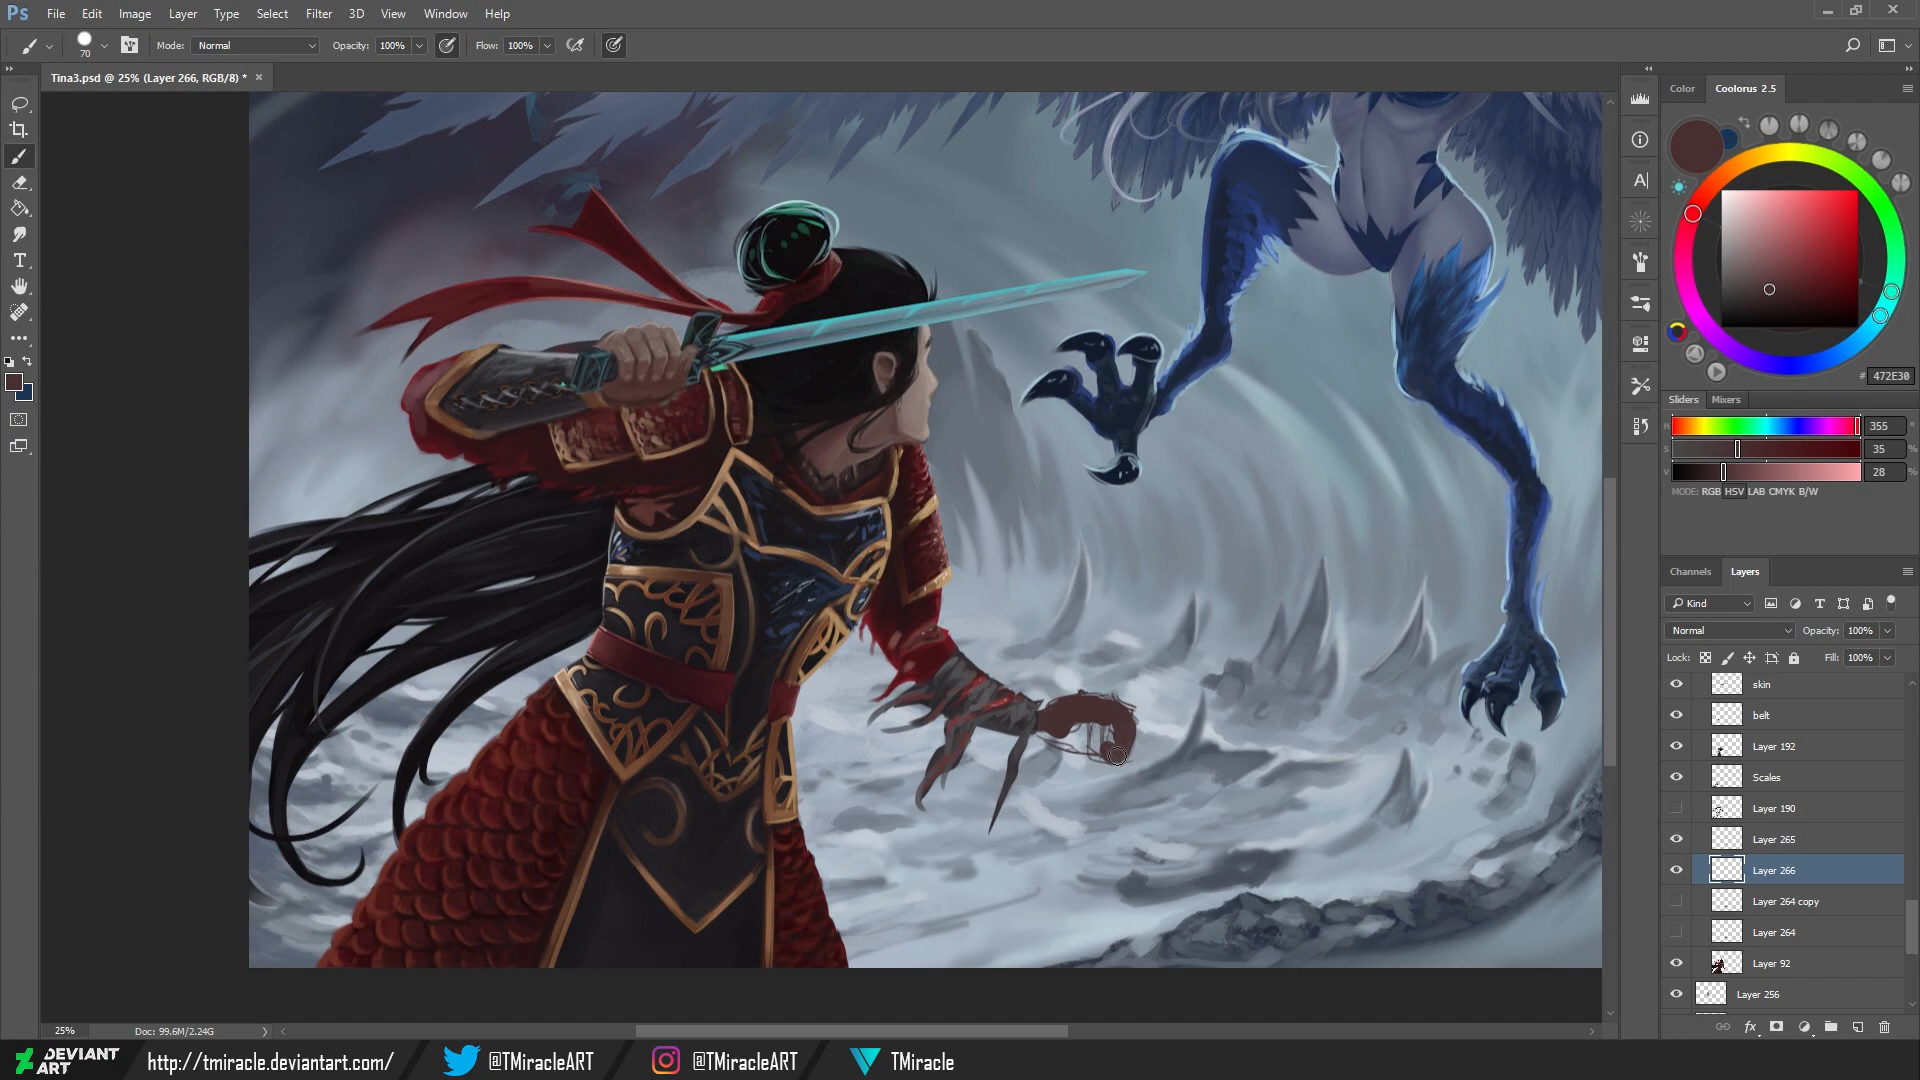 Ps File Edit Image Layer Type Select Filter 3D View Window Help
70 Mode: Normal Opacity: 100% Flow: 100%
Tina3.psd @ 25% (Layer 266, RGB/8) * ×
Color Coolorus 2.5
# 472E30
Sliders Mixers
H 355 °
S 35 %
V 28 %
MODE: RGB HSV LAB CMYK B/W
Channels Layers
Kind
Normal Opacity: 100%
Lock: Fill: 100%
skin
belt
Layer 192
Scales
Layer 190
Layer 265
Layer 266
Layer 264 copy
Layer 264
Layer 92
Layer 256
fx
25% Doc: 99.6M/2.24G
DEVIANT ART http://tmiracle.deviantart.com/ @TMiracleART @TMiracleART TMiracle